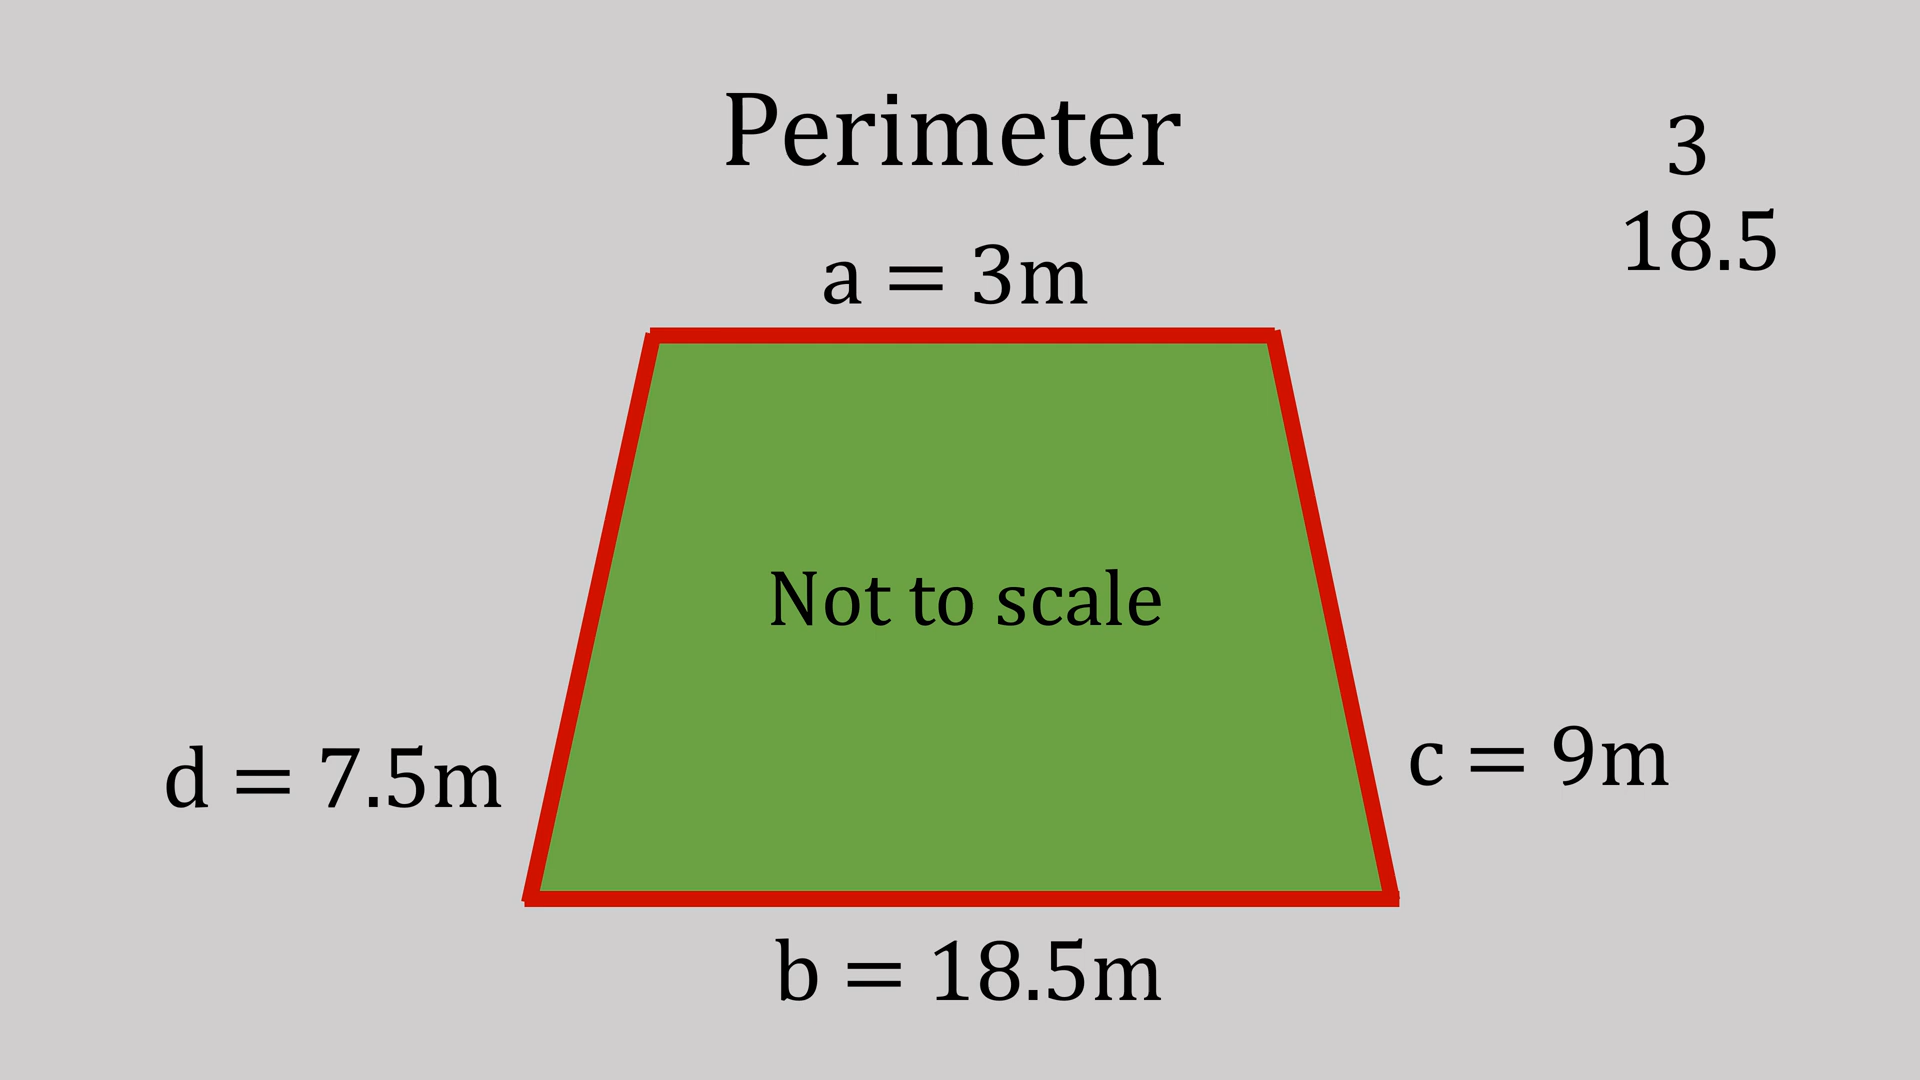 Perimeter
3
18.5
a = 3m
Not to scale
d = 7.5m
c = 9m
b = 18.5m